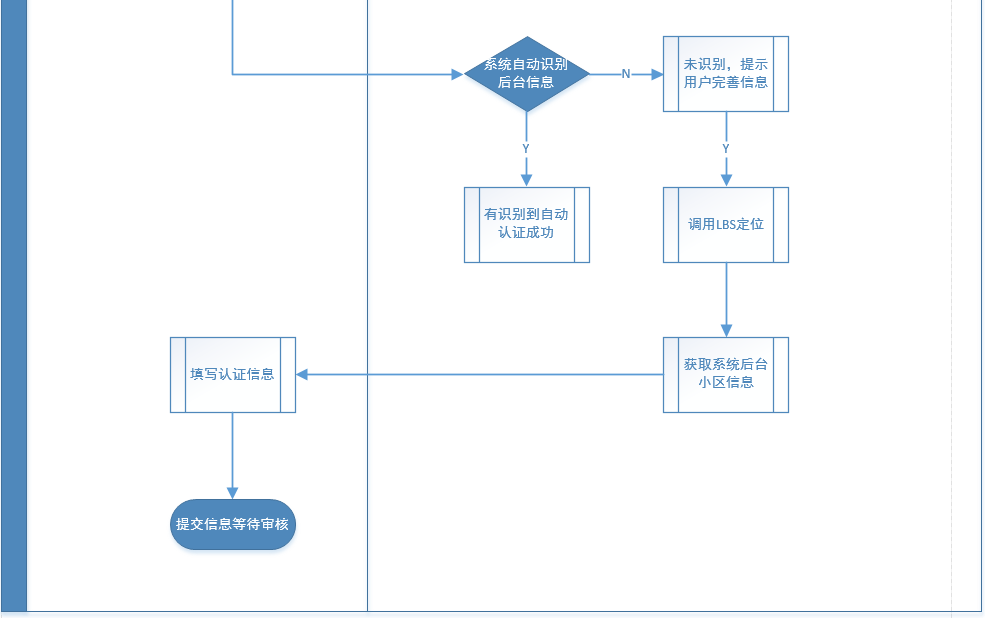 系统自动识别
后台信息
N
未识别，提示
用户完善信息
Y
Y
有识别到自动
认证成功
调用LBS定位
填写认证信息
获取系统后台
小区信息
提交信息等待审核